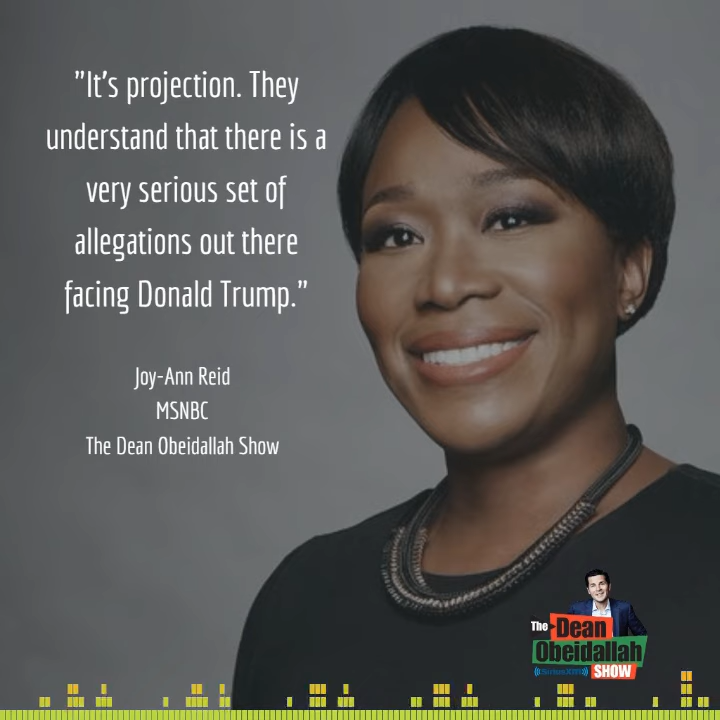 "It's projection. They
understand that there is a
very serious set of
allegations out there
facing Donald Trump."
Joy-Ann Reid
MSNBC
The Dean Obeidallah Show
The Dean
Obeidallah
SiriusXM SHOW